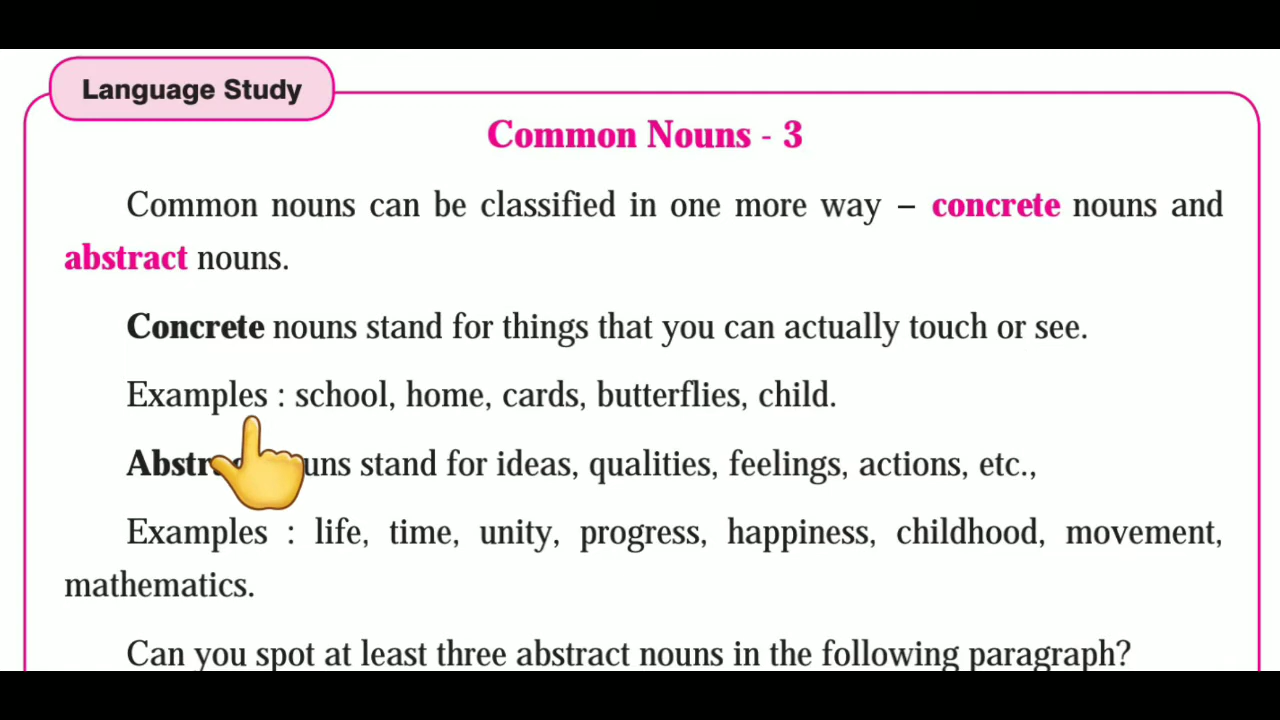 Language Study
Common Nouns - 3
Common nouns can be classified in one more way – concrete nouns and
abstract nouns.
Concrete nouns stand for things that you can actually touch or see.
Examples : school, home, cards, butterflies, child.
stand for ideas, qualities, feelings, actions, etc.,
Examples : life, time, unity, progress, happiness, childhood, movement,
mathematics.
Can you spot at least three abstract nouns in the following paragraph?